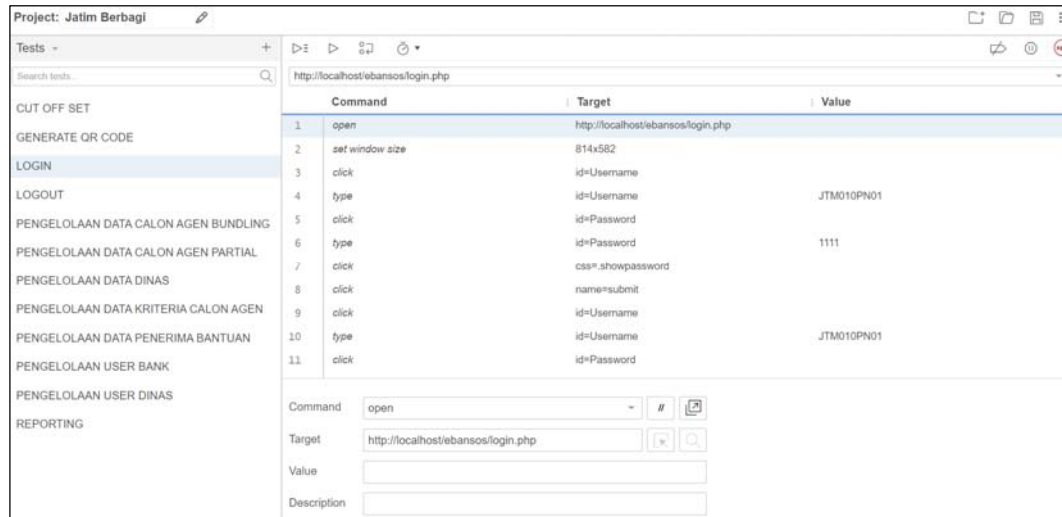 Project: Jatim Berbagi
Tests
Search tests...
CUT OFF SET
GENERATE QR CODE
LOGIN
LOGOUT
PENGELOLAAN DATA CALON AGEN BUNDLING
PENGELOLAAN DATA CALON AGEN PARTIAL
PENGELOLAAN DATA DINAS
PENGELOLAAN DATA KRITERIA CALON AGEN
PENGELOLAAN DATA PENERIMA BANTUAN
PENGELOLAAN USER BANK
PENGELOLAAN USER DINAS
REPORTING
http://localhost/ebansos/login.php
Command Target Value
1 open http://localhost/ebansos/login.php
2 set window size 814x582
3 click id=Username
4 type id=Username JTM010PN01
5 click id=Password
6 type id=Password 1111
7 click css=.showpassword
8 click name=submit
9 click id=Username
10 type id=Username JTM010PN01
11 click id=Password
Command open //
Target http://localhost/ebansos/login.php
Value
Description